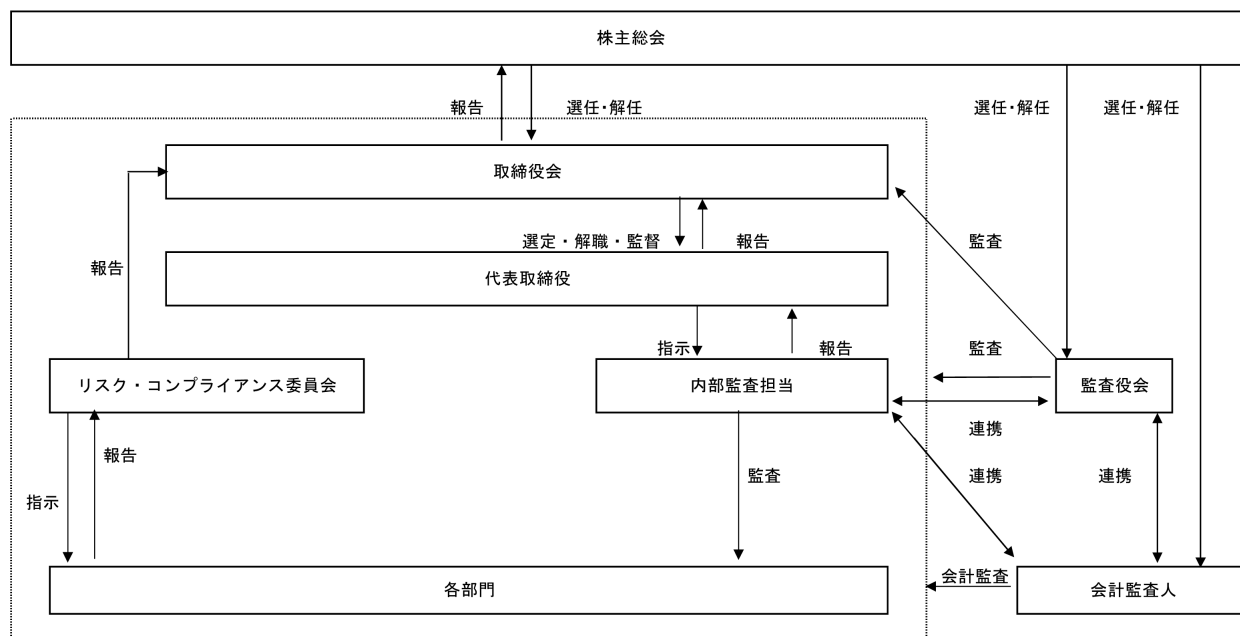 株主総会
報告
選任・解任
選任・解任
選任・解任
取締役会
選定・解職・監督
報告
監査
報告
代表取締役
指示
報告
監査
リスク・コンプライアンス委員会
内部監査担当
監査役会
連携
報告
監査
連携
連携
指示
会計監査
各部門
会計監査人